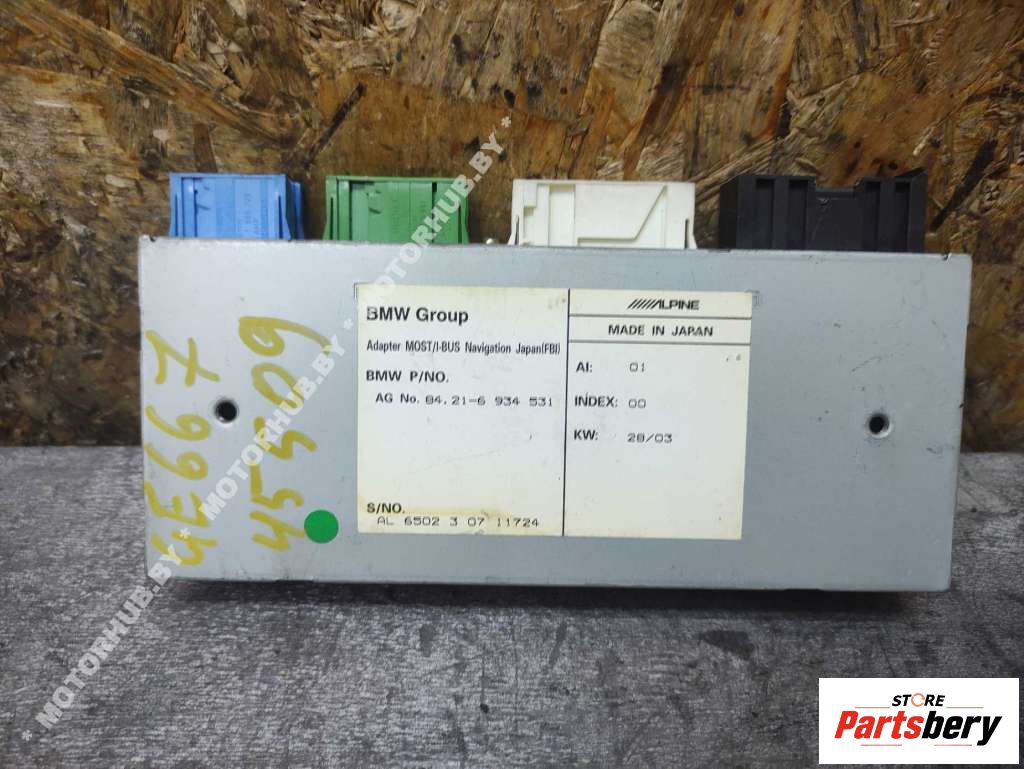 BMW Group
Adapter MOST/I-BUS Navigation Japan(FBI)
BMW P/NO.
AG No. 84.21-6 934 531
S/NO.
AL 6502 3 07 11724
ALPINE
MADE IN JAPAN
AI: 01
INDEX: 00
KW: 28/03
4E66 7
45509
* MOTORHUB.BY * MOTORHUB.BY * MOTORHUB.BY *
STORE
Partsbery